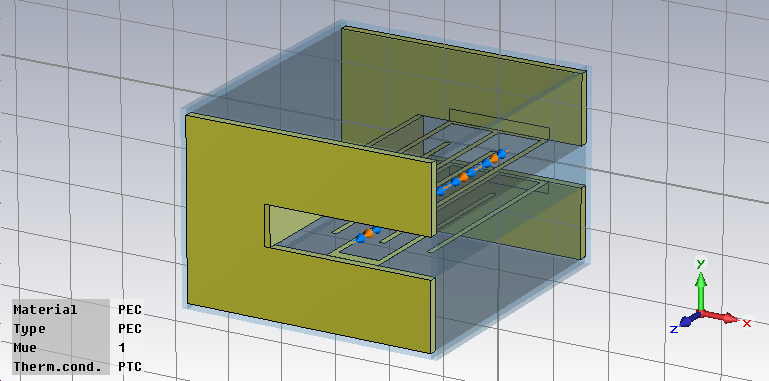 Material PEC
Type PEC
Mue 1
Therm.cond. PTC
y
x
z